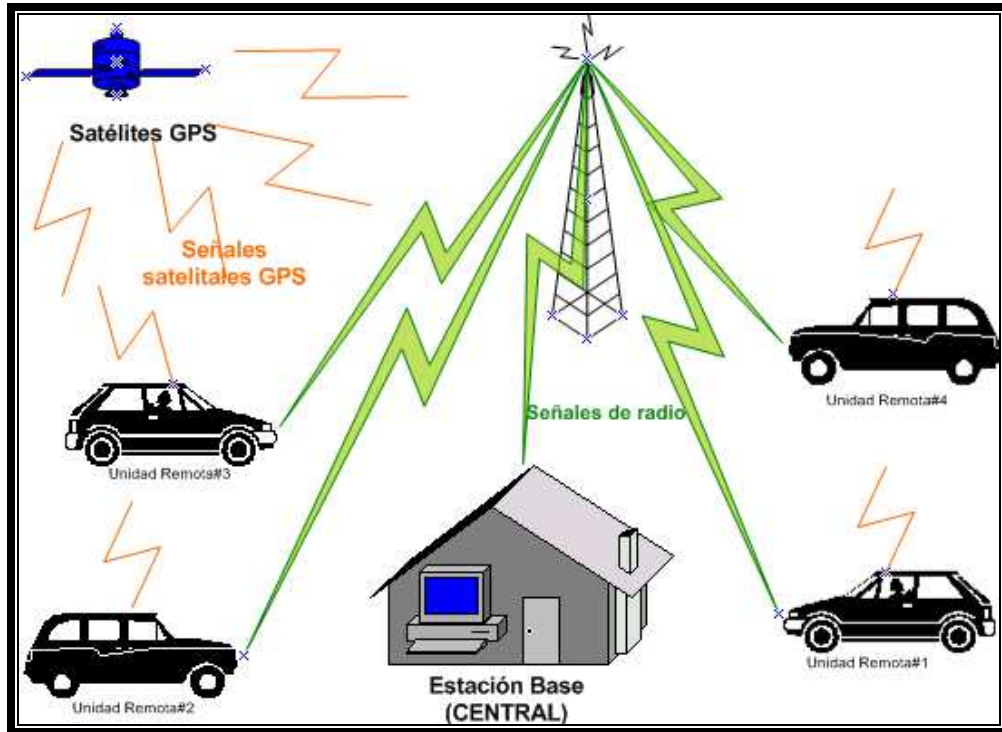 Satélites GPS
Señales
satelitales GPS
Unidad Remota#4
Señales de radio
Unidad Remota#3
Unidad Remota#1
Estación Base
(CENTRAL)
Unidad Remota#2